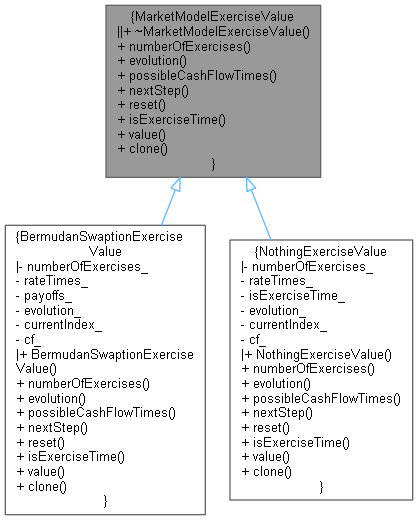 {MarketModelExerciseValue
||+ ~MarketModelExerciseValue()
+ numberOfExercises()
+ evolution()
+ possibleCashFlowTimes()
+ nextStep()
+ reset()
+ isExerciseTime()
+ value()
+ clone()
}
{BermudanSwaptionExercise
Value
|- numberOfExercises_
- rateTimes_
- payoffs_
- evolution_
- currentIndex_
- cf_
|+ BermudanSwaptionExercise
Value()
+ numberOfExercises()
+ evolution()
+ possibleCashFlowTimes()
+ nextStep()
+ reset()
+ isExerciseTime()
+ value()
+ clone()
}
{NothingExerciseValue
|- numberOfExercises_
- rateTimes_
- isExerciseTime_
- evolution_
- currentIndex_
- cf_
|+ NothingExerciseValue()
+ numberOfExercises()
+ evolution()
+ possibleCashFlowTimes()
+ nextStep()
+ reset()
+ isExerciseTime()
+ value()
+ clone()
}